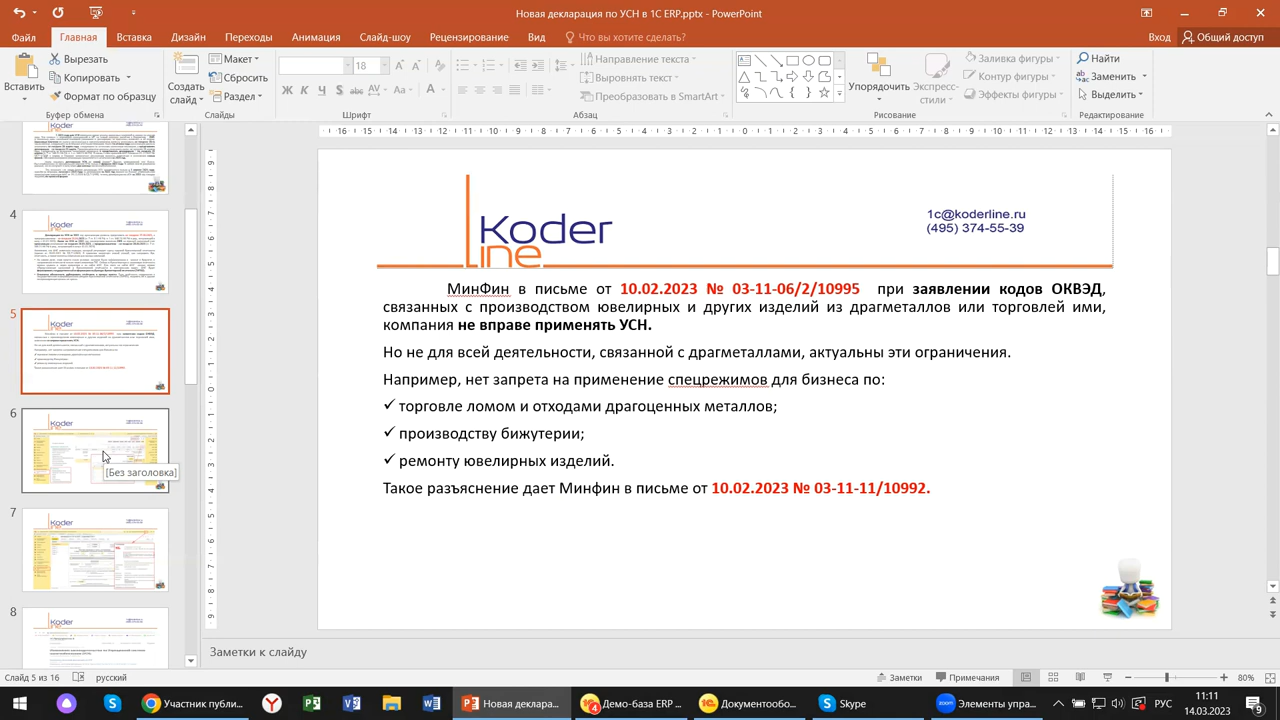 Новая декларация УСН 1С ERP.pptx - PowerPoint
Файл
Главная
Вставка
Дизайн
Переходы
Анимация
Слайд-шоу
Рецензирование
Вид
Что вы хотите сделать?
Вход
Общий доступ
Вставить
Вырезать
Копировать
Формат по образцу
Буфер обмена
Создать слайд
Макет
Сбросить
Раздел
Слайды
18
Ж К Ч S abc AV Aa А
Шрифт
Направление текста
Выровнять текст
Преобразовать в SmartArt
Абзац
Упорядочить
Экспресс-стили
Заливка фигуры
Контур фигуры
Эффекты фигуры
Рисование
Найти
Заменить
Выделить
Редактирование
4
5
6
[Без заголовка]
7
8
Koder
line
1c@koderline.ru
(495) 374-55-39
МинФин в письме от 10.02.2023 № 03-11-06/2/10995 при заявлении кодов ОКВЭД,
связанных с производством ювелирных и других изделий из драгметаллов или торговлей ими,
компания не вправе применять УСН.
Но не для всей деятельности, связанной с драгметаллами, актуальны эти ограничения.
Например, нет запрета на применение спецрежимов для бизнеса по:
✓ торговле ломом и отходами драгоценных металлов;
✓ производству бижутерии;
✓ ремонту ювелирных изделий.
Такое разъяснение дает Минфин в письме от 10.02.2023 № 03-11-11/10992.
Заметки к слайду
Слайд 5 из 16
русский
Заметки
Примечания
80%
Участник публи...
Новая деклара...
Демо-база ERP ...
Документообо...
Skype
Элементы упра...
РУС
11:11
14.03.2023